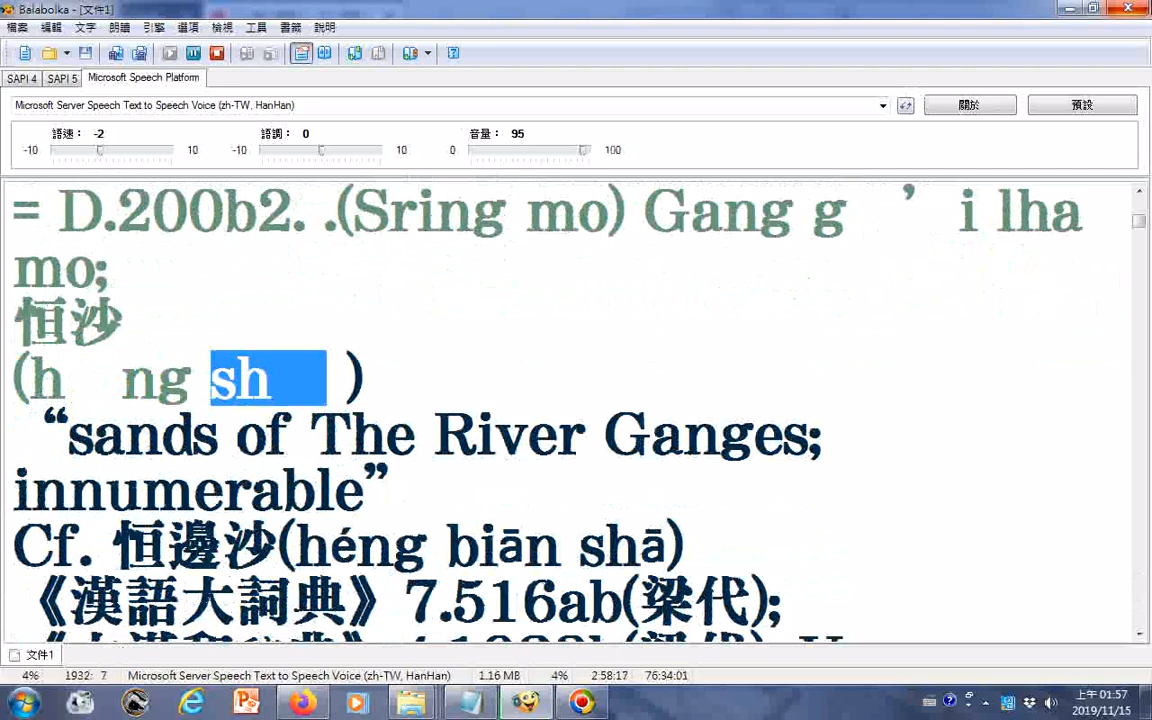 Balabolka - [文件1]
檔案 編輯 文字 朗讀 引擎 選項 檢視 工具 書籤 說明
SAPI 4 SAPI 5 Microsoft Speech Platform
Microsoft Server Speech Text to Speech Voice (zh-TW, HanHan) 關於 預設
語速： -2 語調： 0 音量： 95
-10 10 -10 10 0 100
= D.200b2. .(Sring mo) Gang g ’ i lha
mo;
恒沙
(h ng sh )
“sands of The River Ganges;
innumerable”
Cf. 恒邊沙(héng biān shā)
《漢語大詞典》7.516ab(梁代);
文件1
4% 1932: 7 Microsoft Server Speech Text to Speech Voice (zh-TW, HanHan) 1.16 MB 4% 2:58:17 76:34:01
上午 01:57
2019/11/15